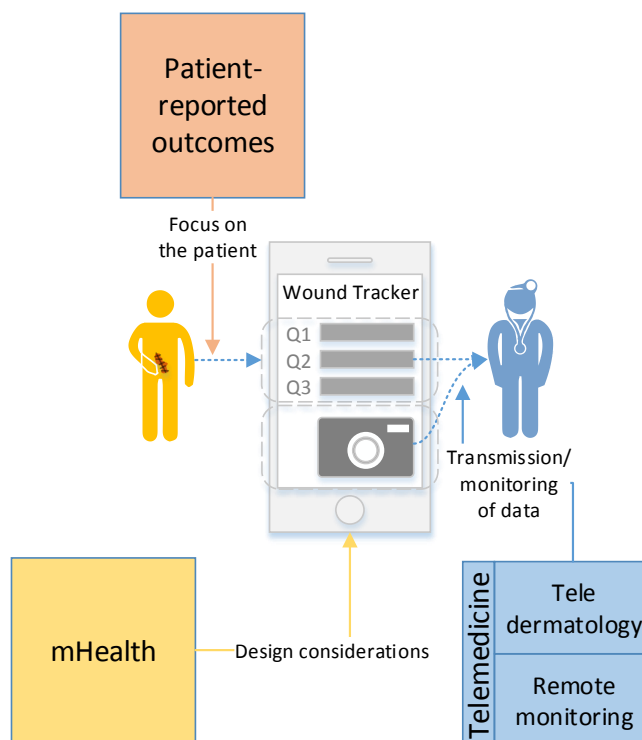 Patient-
reported
outcomes
Focus on
the patient
Wound Tracker
Q1
Q2
Q3
Transmission/
monitoring
of data
mHealth
Design considerations
Telemedicine
Tele
dermatology
Remote
monitoring